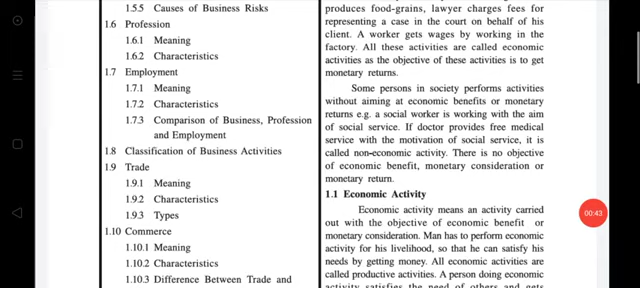 1.5.5 Causes of Business Risks
1.6 Profession
1.6.1 Meaning
1.6.2 Characteristics
1.7 Employment
1.7.1 Meaning
1.7.2 Characteristics
1.7.3 Comparison of Business, Profession
and Employment
1.8 Classification of Business Activities
1.9 Trade
1.9.1 Meaning
1.9.2 Characteristics
1.9.3 Types
1.10 Commerce
1.10.1 Meaning
1.10.2 Characteristics
1.10.3 Difference Between Trade and
produces food-grains, lawyer charges fees for
representing a case in the court on behalf of his
client. A worker gets wages by working in the
factory. All these activities are called economic
activities as the objective of these activities is to get
monetary returns.
Some persons in society performs activities
without aiming at economic benefits or monetary
returns e.g. a social worker is working with the aim
of social service. If doctor provides free medical
service with the motivation of social service, it is
called non-economic activity. There is no objective
of economic benefit, monetary consideration or
monetary return.
1.1 Economic Activity
Economic activity means an activity carried
out with the objective of economic benefit or
monetary consideration. Man has to perform economic
activity for his livelihood, so that he can satisfy his
needs by getting money. All economic activities are
called productive activities. A person doing economic
activity satisfies the need of others and gets
00:43